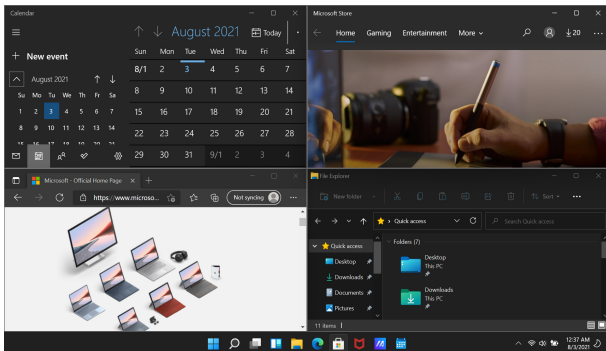 Calendar
August 2021
Today
New event
August 2021
Su Mo Tu We Th Fr Sa
1 2 3 4 5 6 7
8 9 10 11 12 13 14
15 16 17 18 19 20 21
Sun Mon Tue Wed Thu Fri Sat
8/1 2 3 4 5 6 7
8 9 10 11 12 13 14
15 16 17 18 19 20 21
22 23 24 25 26 27 28
29 30 31 9/1 2 3 4
Microsoft Store
Home Gaming Entertainment More
20
Microsoft - Official Home Page
https://www.microso...
Not syncing
File Explorer
New folder
Sort
Quick access
Search Quick access
Quick access
Desktop
Downloads
Documents
Pictures
Folders (7)
Desktop
This PC
Downloads
This PC
11 items
12:37 AM
8/3/2021